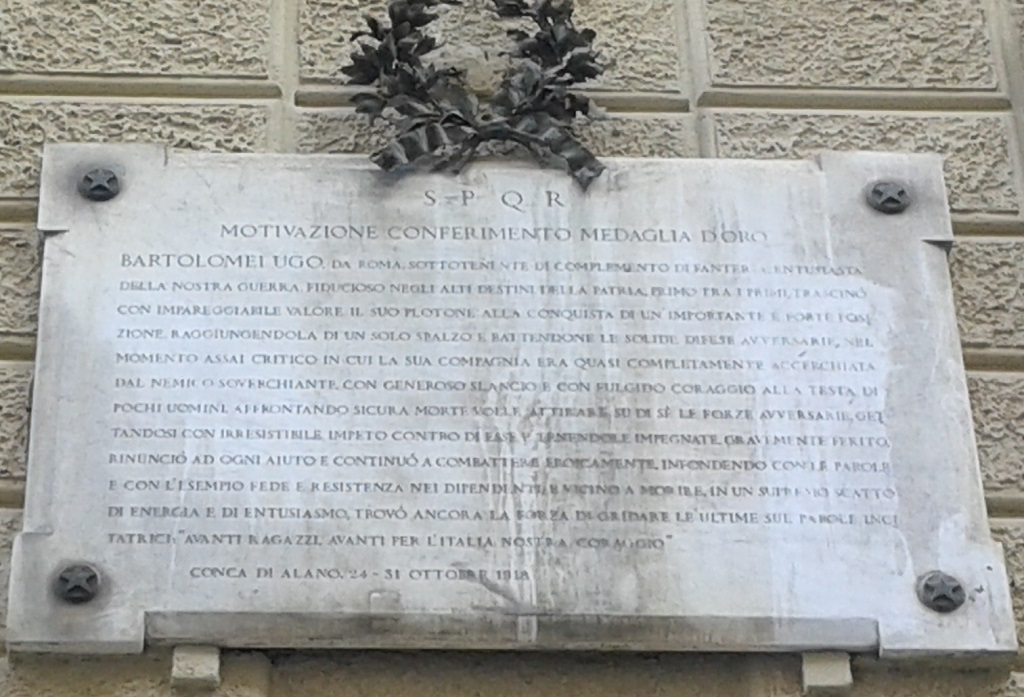 S P Q R
MOTIVAZIONE CONFERIMENTO MEDAGLIA D'ORO
BARTOLOMEI UGO, DA ROMA, SOTTOTENENTE DI COMPLEMENTO DI FANTERIA, ENTUSIASTA
DELLA NOSTRA GUERRA, FIDUCIOSO NEGLI ALTI DESTINI DELLA PATRIA, PRIMO TRA I PRIMI, TRASCINÒ
CON IMPAREGGIABILE VALORE IL SUO PLOTONE ALLA CONQUISTA DI UN'IMPORTANTE E FORTE POSI
ZIONE, RAGGIUNGENDOLA DI UN SOLO SBALZO E BATTENDONE LE SOLIDE DIFESE AVVERSARIE, NEL
MOMENTO ASSAI CRITICO IN CUI LA SUA COMPAGNIA ERA QUASI COMPLETAMENTE ACCERCHIATA
DAL NEMICO SOVERCHIANTE, CON GENEROSO SLANCIO E CON FULGIDO CORAGGIO ALLA TESTA DI
POCHI UOMINI, AFFRONTANDO SICURA MORTE VOLLE ATTIRARE SU DI SÈ LE FORZE AVVERSARIE, GET
TANDOSI CON IRRESISTIBILE IMPETO CONTRO DI ESSE E TENENDOLE IMPEGNATE, GRAVEMENTE FERITO,
RINUNCIÒ AD OGNI AIUTO E CONTINUÒ A COMBATTERE EROICAMENTE, INFONDENDO CON LE PAROLE
E CON L'ESEMPIO FEDE E RESISTENZA NEI DIPENDENTI, E VICINO A MORIRE, IN UN SUPREMO SCATTO
DI ENERGIA E DI ENTUSIASMO, TROVÒ ANCORA LA FORZA DI GRIDARE LE ULTIME SUE PAROLE INCI
TATRICI: "AVANTI RAGAZZI, AVANTI PER L'ITALIA NOSTRA, CORAGGIO"
CONCA DI ALANO, 24 - 31 OTTOBRE 1918